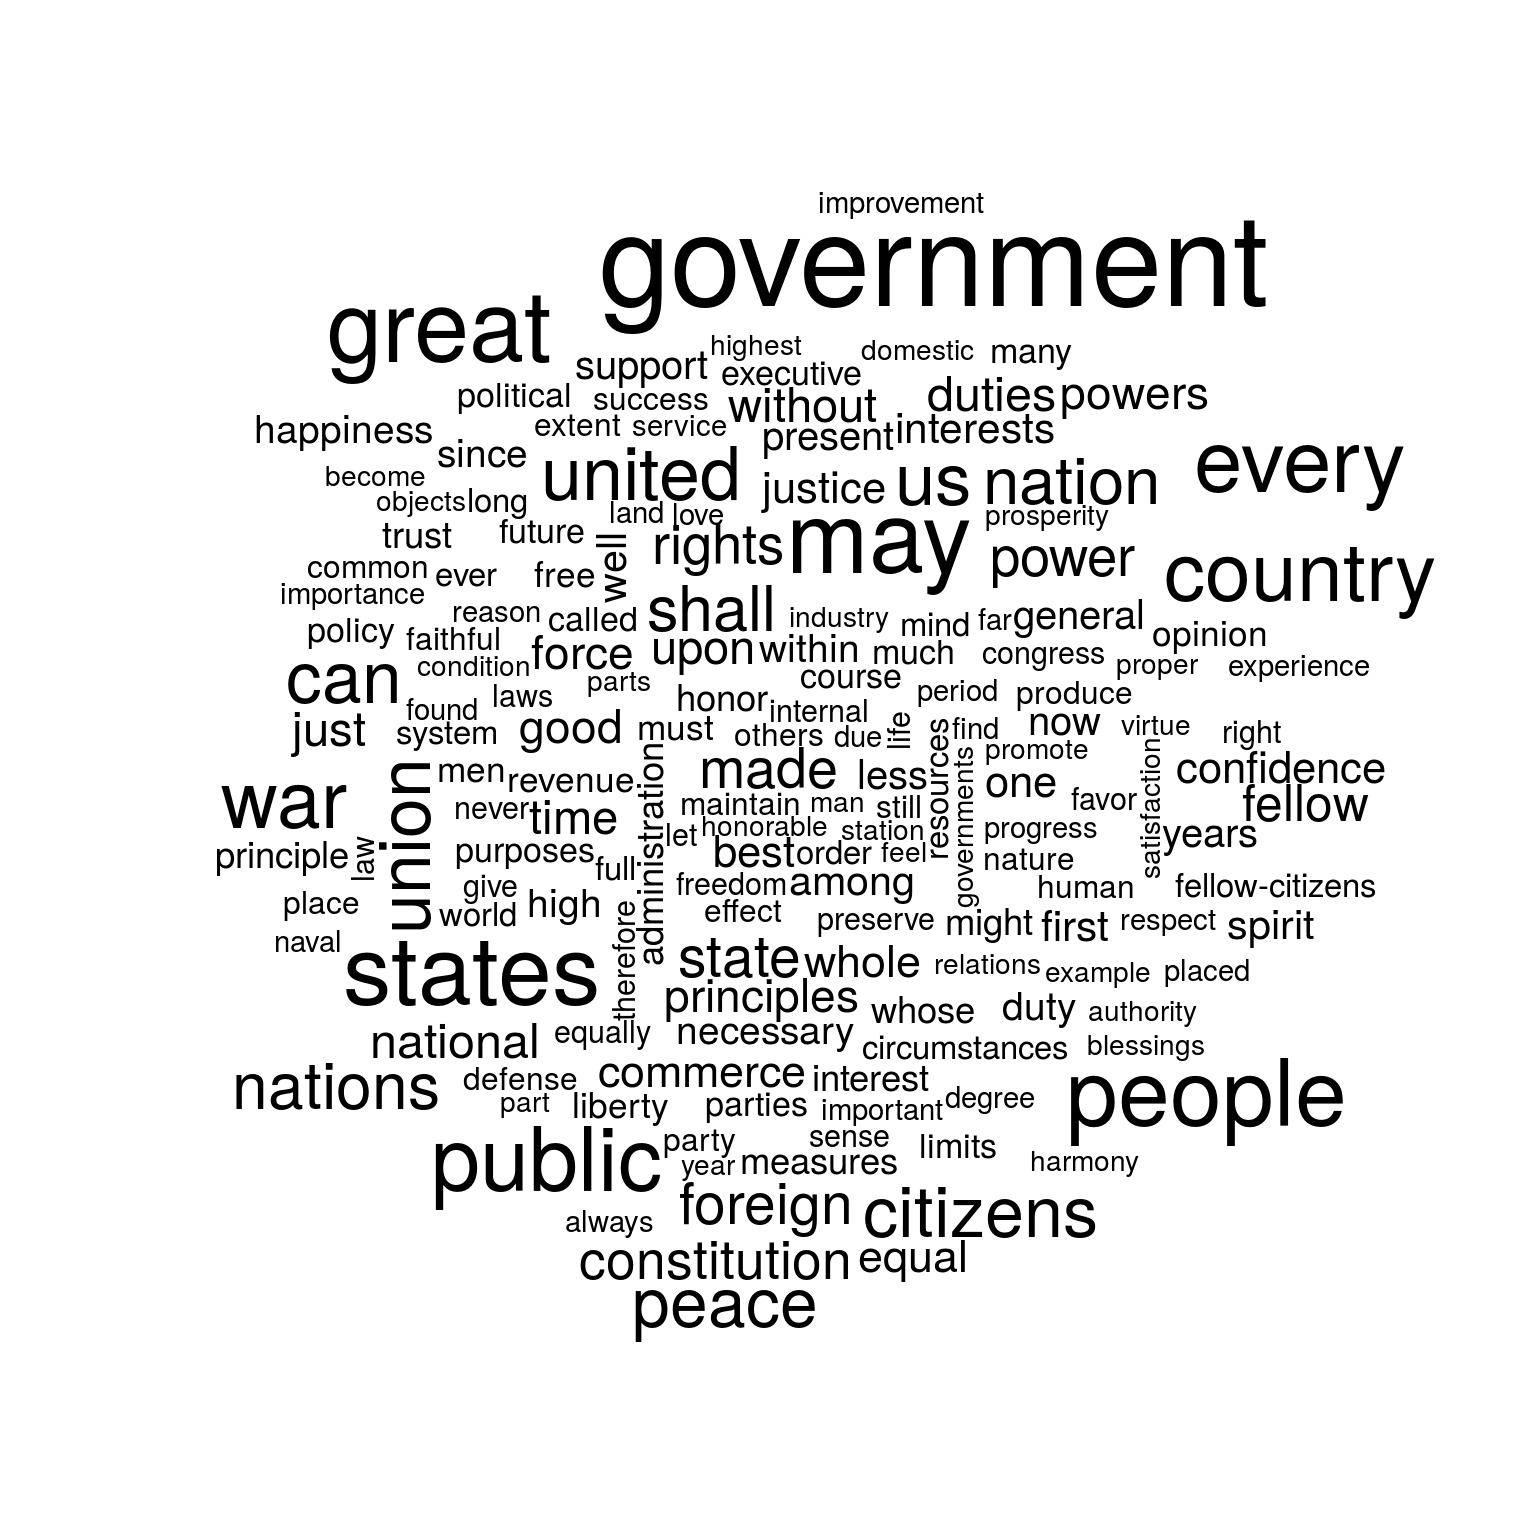 improvement
government
great
highest
domestic
many
support
executive
political
success
without
duties
powers
happiness
extent
service
present
interests
since
every
become
united
justice
us
nation
objects
long
land
love
may
prosperity
trust
future
well
rights
power
country
common
ever
free
importance
reason
called
shall
industry
mind
far
general
policy
faithful
opinion
force
upon
within
much
congress
can
condition
parts
course
proper
experience
found
laws
honor
internal
period
produce
just
system
good
must
others
due
life
resources
find
now
virtue
right
men
revenue
administration
made
less
governments
promote
one
satisfaction
confidence
war
union
never
time
maintain
man
still
favor
fellow
let
honorable
station
progress
years
principle
law
purposes
full
best
order
feel
nature
give
freedom
among
human
fellow-citizens
place
world
high
therefore
effect
preserve
might
first
respect
spirit
naval
states
state
whole
relations
example
placed
principles
whose
duty
authority
national
equally
necessary
circumstances
blessings
nations
defense
commerce
interest
people
part
liberty
parties
important
degree
public
party
sense
limits
year
measures
harmony
always
foreign
citizens
constitution
equal
peace